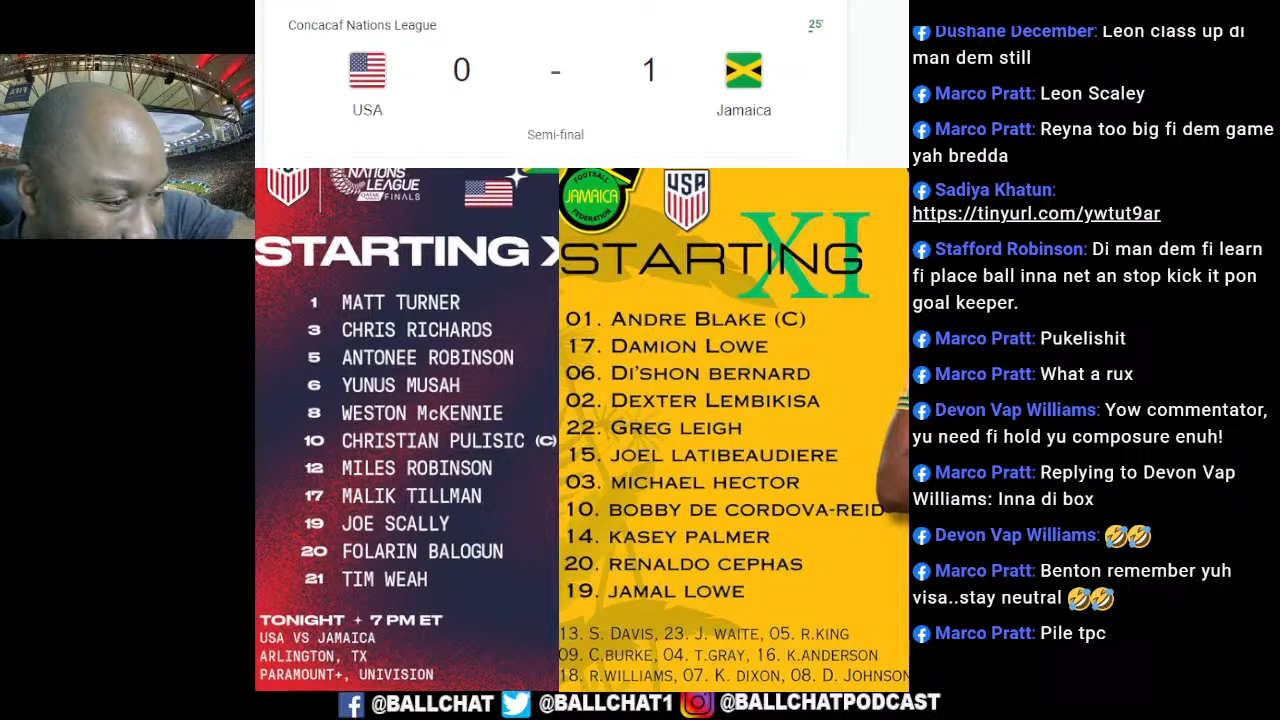 Concacaf Nations League
25'
0 - 1
USA
Jamaica
Semi-final
NATIONS
LEAGUE
FINALS
STARTING X
1 MATT TURNER
3 CHRIS RICHARDS
5 ANTONEE ROBINSON
6 YUNUS MUSAH
8 WESTON McKENNIE
10 CHRISTIAN PULISIC (C)
12 MILES ROBINSON
17 MALIK TILLMAN
19 JOE SCALLY
20 FOLARIN BALOGUN
21 TIM WEAH
TONIGHT + 7 PM ET
USA VS JAMAICA
ARLINGTON, TX
PARAMOUNT+, UNIVISION
FOOTBALL
JAMAICA
FEDERATION
USA
STARTING XI
01. ANDRE BLAKE (C)
17. DAMION LOWE
06. DI'SHON BERNARD
02. DEXTER LEMBIKISA
22. GREG LEIGH
15. JOEL LATIBEAUDIERE
03. MICHAEL HECTOR
10. BOBBY DE CORDOVA-REID
14. KASEY PALMER
20. RENALDO CEPHAS
19. JAMAL LOWE
13. S. DAVIS, 23. J. WAITE, 05. R.KING
09. C.BURKE, 04. T.GRAY, 16. K.ANDERSON
18. R.WILLIAMS, 07. K. DIXON, 08. D. JOHNSON
Dushane December: Leon class up di
man dem still
Marco Pratt: Leon Scaley
Marco Pratt: Reyna too big fi dem game
yah bredda
Sadiya Khatun:
https://tinyurl.com/ywtut9ar
Stafford Robinson: Di man dem fi learn
fi place ball inna net an stop kick it pon
goal keeper.
Marco Pratt: Pukelishit
Marco Pratt: What a rux
Devon Vap Williams: Yow commentator,
yu need fi hold yu composure enuh!
Marco Pratt: Replying to Devon Vap
Williams: Inna di box
Devon Vap Williams: 🤣🤣
Marco Pratt: Benton remember yuh
visa..stay neutral 🤣🤣
Marco Pratt: Pile tpc
@BALLCHAT @BALLCHAT1 @BALLCHATPODCAST